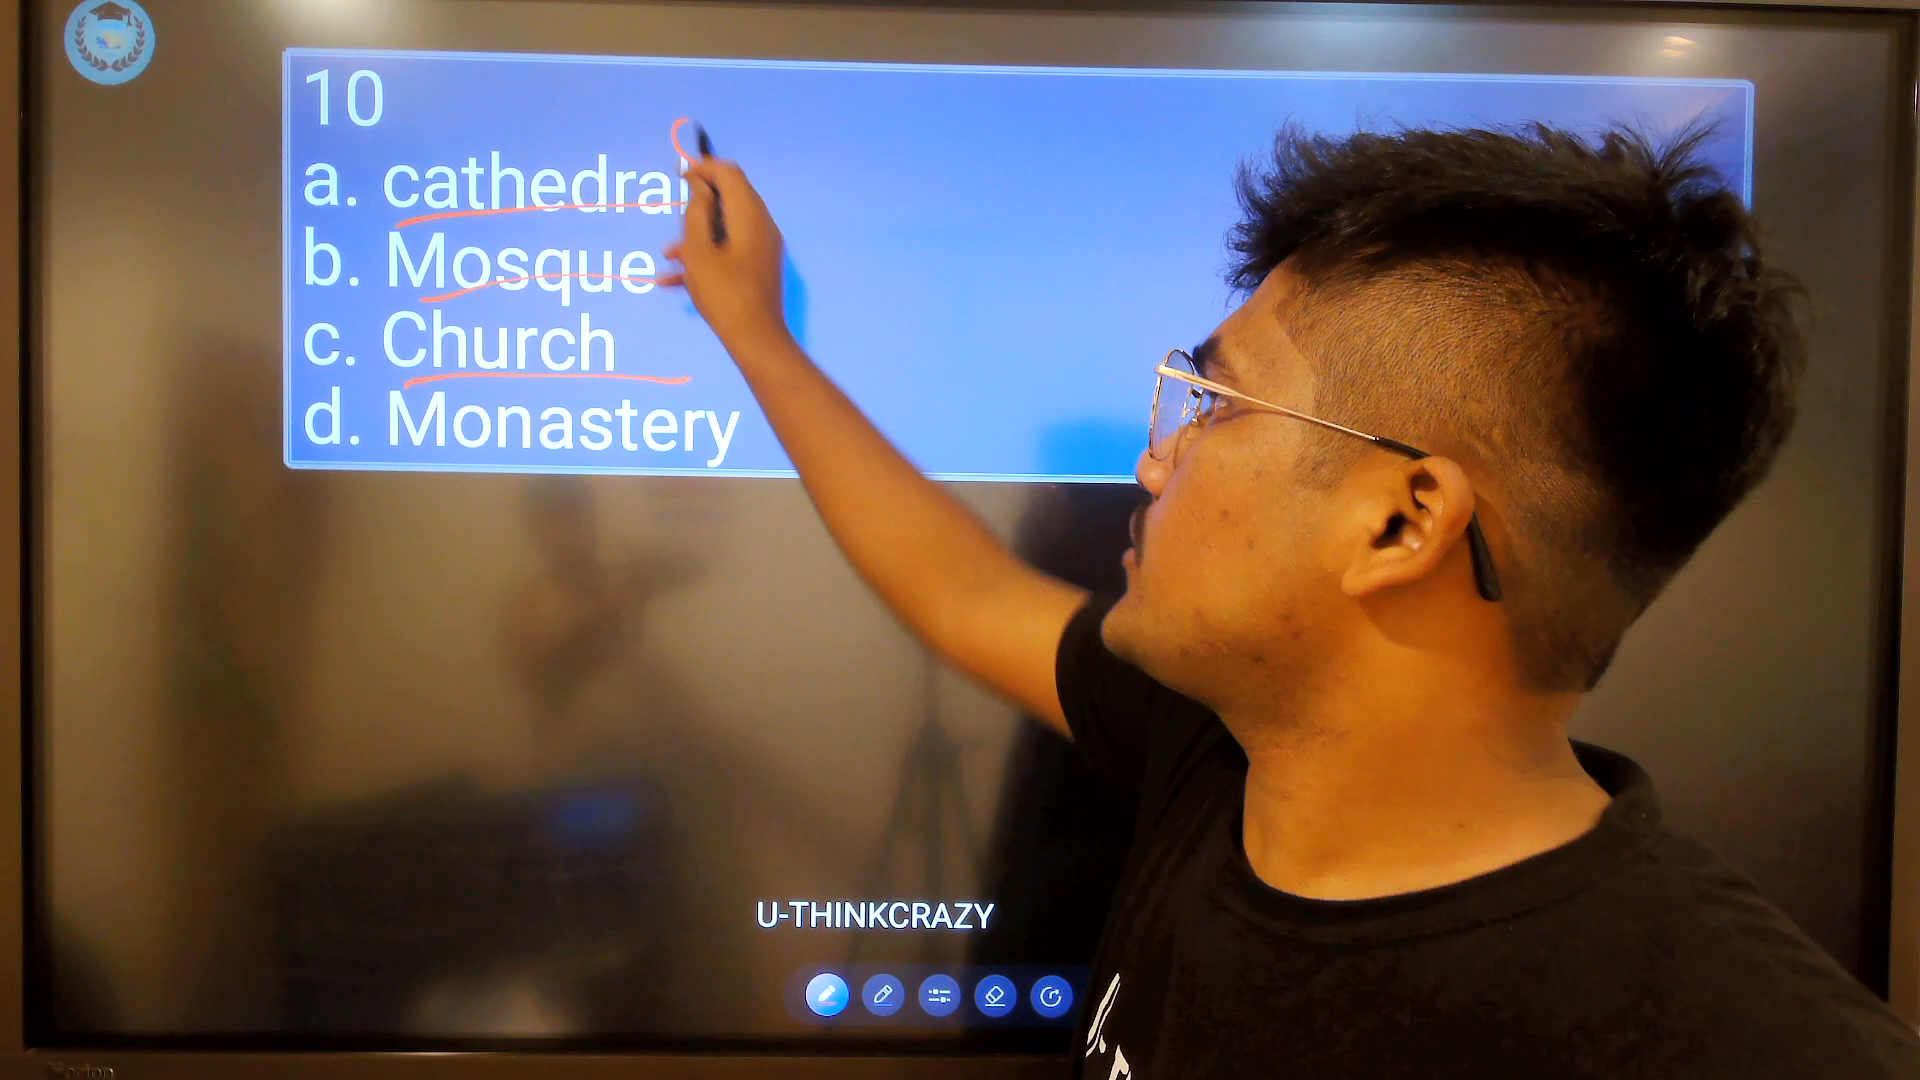 10
a. cathedral
b. Mosque
c. Church
d. Monastery
U-THINKCRAZY